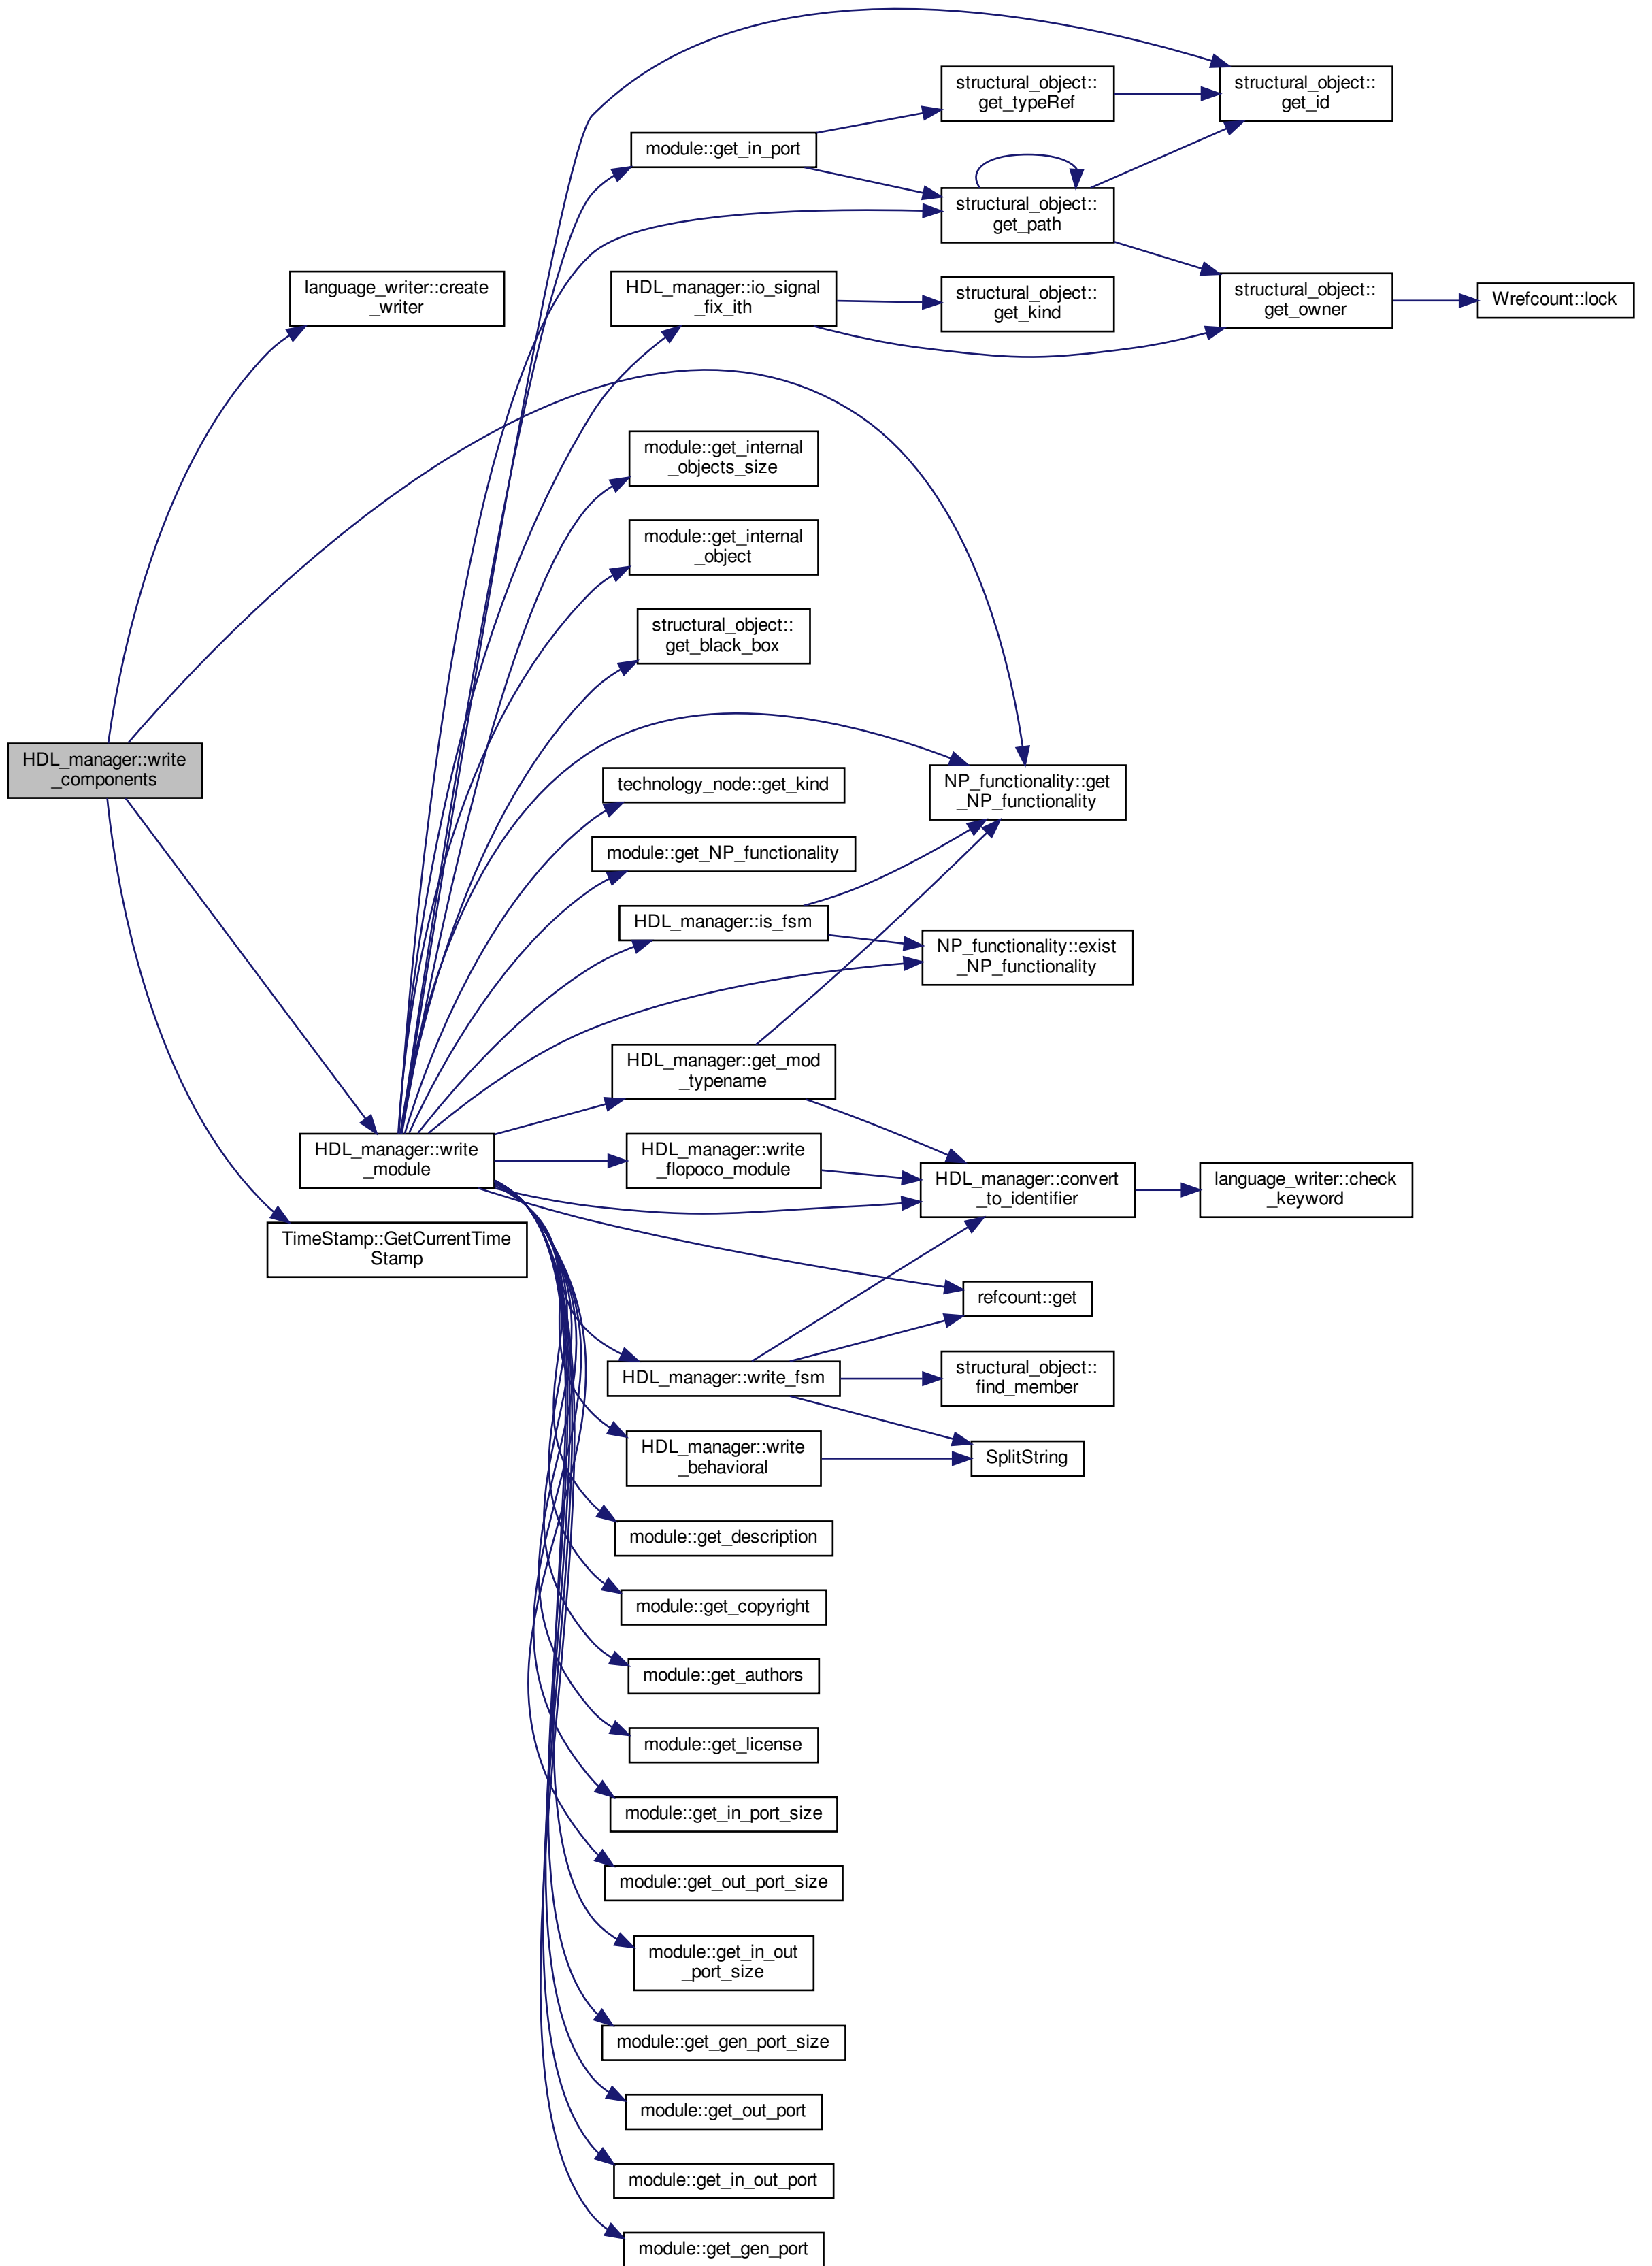 structural_object::
get_typeRef
structural_object::
get_id
module::get_in_port
structural_object::
get_path
language_writer::create
_writer
HDL_manager::io_signal
_fix_ith
structural_object::
get_kind
structural_object::
get_owner
Wrefcount::lock
module::get_internal
_objects_size
module::get_internal
_object
structural_object::
get_black_box
HDL_manager::write
_components
technology_node::get_kind
NP_functionality::get
_NP_functionality
module::get_NP_functionality
HDL_manager::is_fsm
NP_functionality::exist
_NP_functionality
HDL_manager::get_mod
_typename
HDL_manager::write
_module
HDL_manager::write
_flopoco_module
HDL_manager::convert
_to_identifier
language_writer::check
_keyword
TimeStamp::GetCurrentTime
Stamp
refcount::get
HDL_manager::write_fsm
structural_object::
find_member
HDL_manager::write
_behavioral
SplitString
module::get_description
module::get_copyright
module::get_authors
module::get_license
module::get_in_port_size
module::get_out_port_size
module::get_in_out
_port_size
module::get_gen_port_size
module::get_out_port
module::get_in_out_port
module::get_gen_port